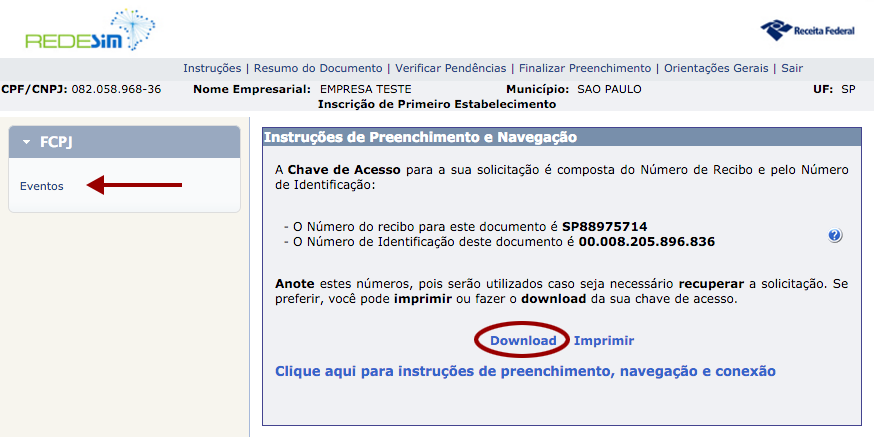 REDESIM
Receita Federal
Instruções | Resumo do Documento | Verificar Pendências | Finalizar Preenchimento | Orientações Gerais | Sair
CPF/CNPJ: 082.058.968-36 Nome Empresarial: EMPRESA TESTE Município: SAO PAULO UF: SP
Inscrição de Primeiro Estabelecimento
FCPJ
Eventos
Instruções de Preenchimento e Navegação
A Chave de Acesso para a sua solicitação é composta do Número de Recibo e pelo Número
de Identificação:
- O Número do recibo para este documento é SP88975714
- O Número de Identificação deste documento é 00.008.205.896.836
?
Anote estes números, pois serão utilizados caso seja necessário recuperar a solicitação. Se
preferir, você pode imprimir ou fazer o download da sua chave de acesso.
Download Imprimir
Clique aqui para instruções de preenchimento, navegação e conexão